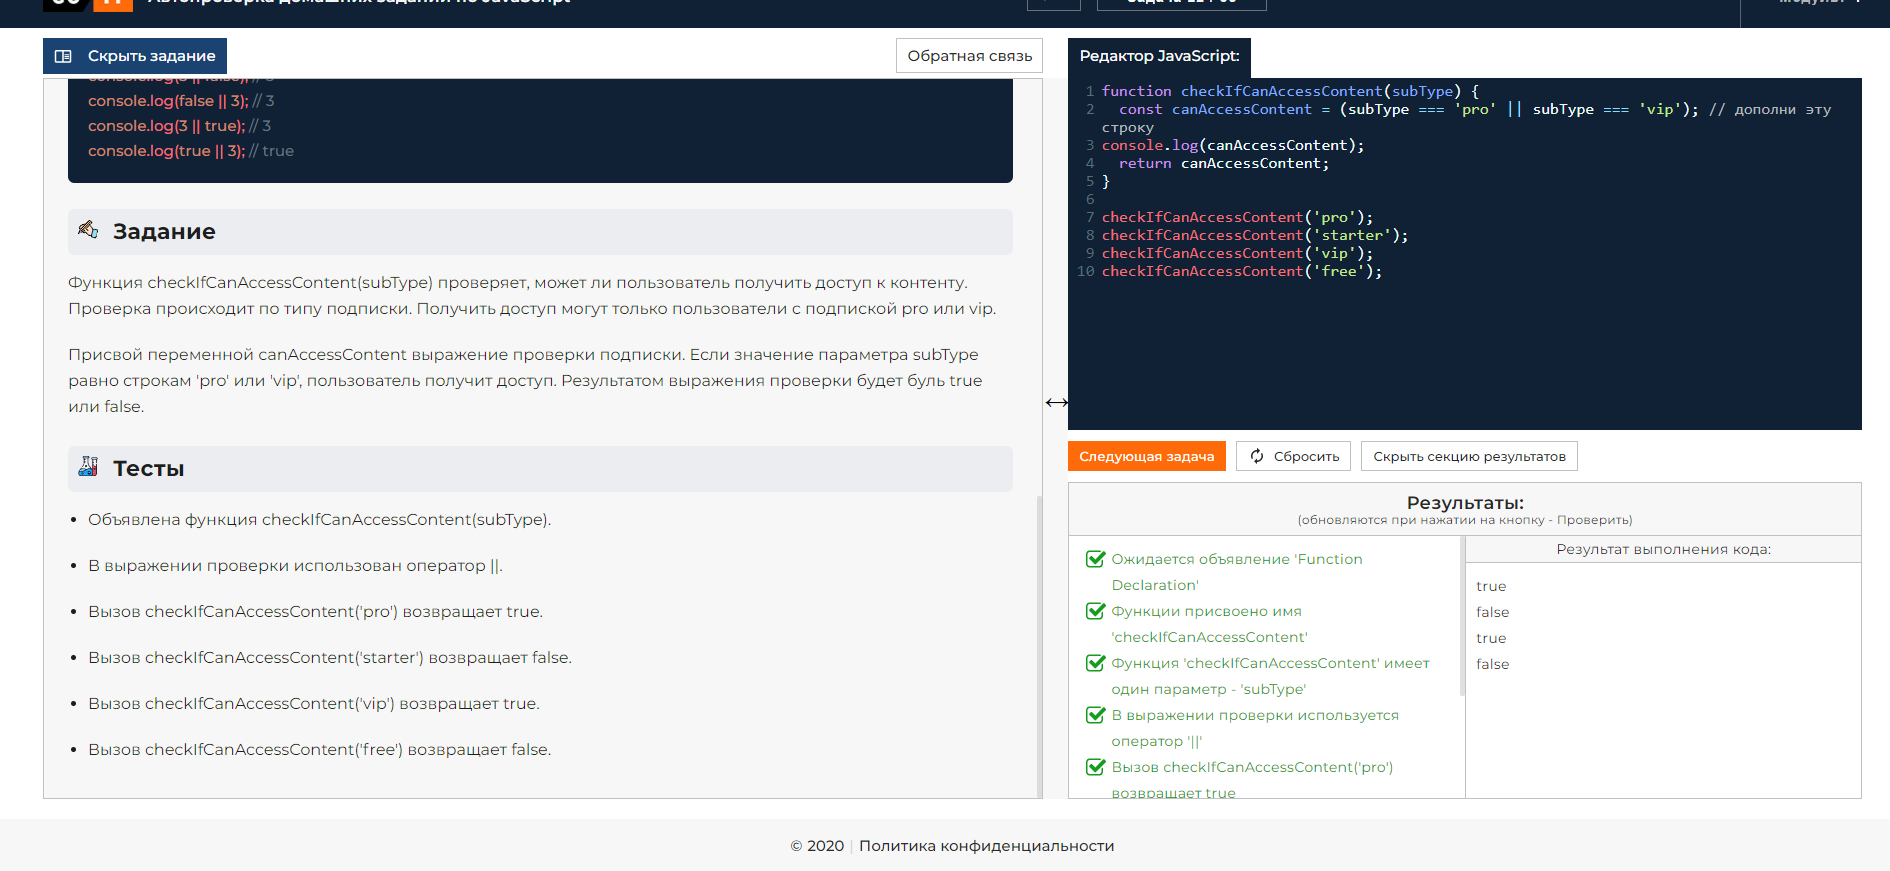 Автопроверка домашних заданий по JavaScript
Скрыть задание
Обратная связь
console.log(false || 3); // 3
console.log(3 || true); // 3
console.log(true || 3); // true
Задание
Функция checkIfCanAccessContent(subType) проверяет, может ли пользователь получить доступ к контенту.
Проверка происходит по типу подписки. Получить доступ могут только пользователи с подпиской pro или vip.
Присвой переменной canAccessContent выражение проверки подписки. Если значение параметра subType
равно строкам 'pro' или 'vip', пользователь получит доступ. Результатом выражения проверки будет буль true
или false.
Тесты
• Объявлена функция checkIfCanAccessContent(subType).
• В выражении проверки использован оператор ||.
• Вызов checkIfCanAccessContent('pro') возвращает true.
• Вызов checkIfCanAccessContent('starter') возвращает false.
• Вызов checkIfCanAccessContent('vip') возвращает true.
• Вызов checkIfCanAccessContent('free') возвращает false.
Редактор JavaScript:
1 function checkIfCanAccessContent(subType) {
2 const canAccessContent = (subType === 'pro' || subType === 'vip'); // дополни эту
строку
3 console.log(canAccessContent);
4 return canAccessContent;
5 }
6
7 checkIfCanAccessContent('pro');
8 checkIfCanAccessContent('starter');
9 checkIfCanAccessContent('vip');
10 checkIfCanAccessContent('free');
Следующая задача
Сбросить
Скрыть секцию результатов
Результаты:
(обновляются при нажатии на кнопку - Проверить)
Ожидается объявление 'Function
Declaration'
Функции присвоено имя
'checkIfCanAccessContent'
Функция 'checkIfCanAccessContent' имеет
один параметр - 'subType'
В выражении проверки используется
оператор '||'
Вызов checkIfCanAccessContent('pro')
возвращает true
Результат выполнения кода:
true
false
true
false
© 2020 | Политика конфиденциальности